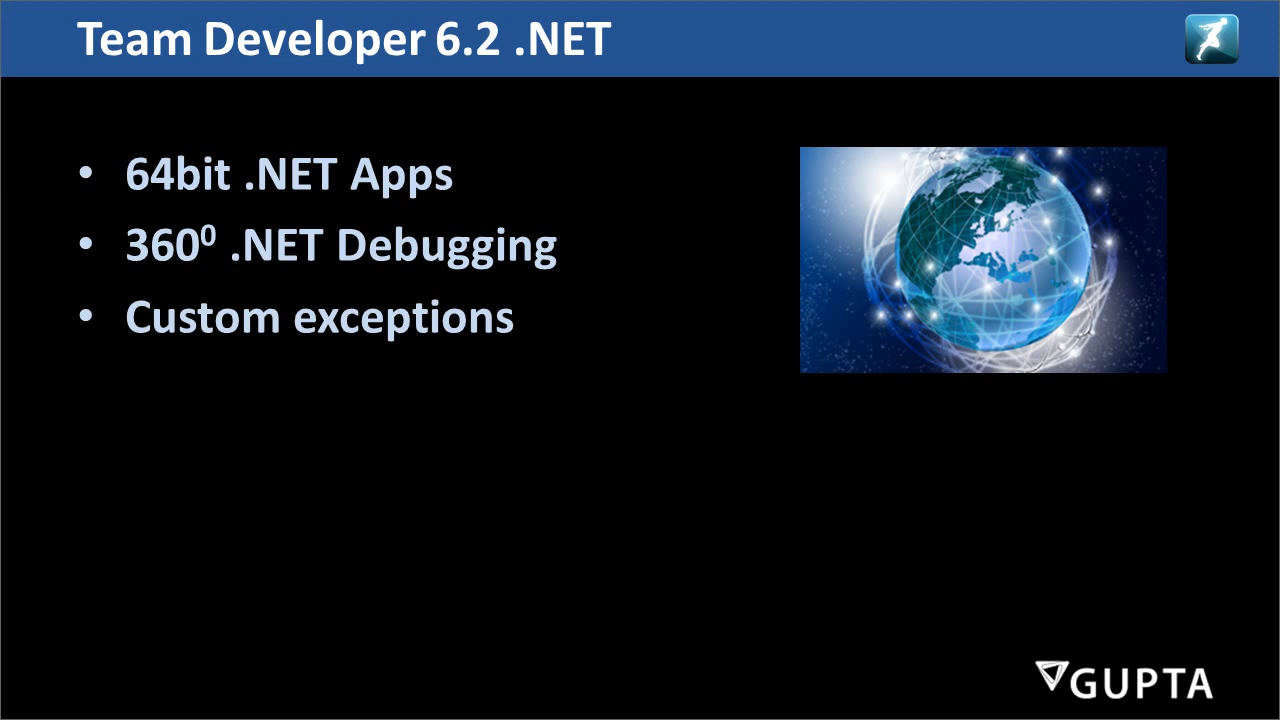 Team Developer 6.2 .NET
• 64bit .NET Apps
• 360⁰ .NET Debugging
• Custom exceptions
GUPTA